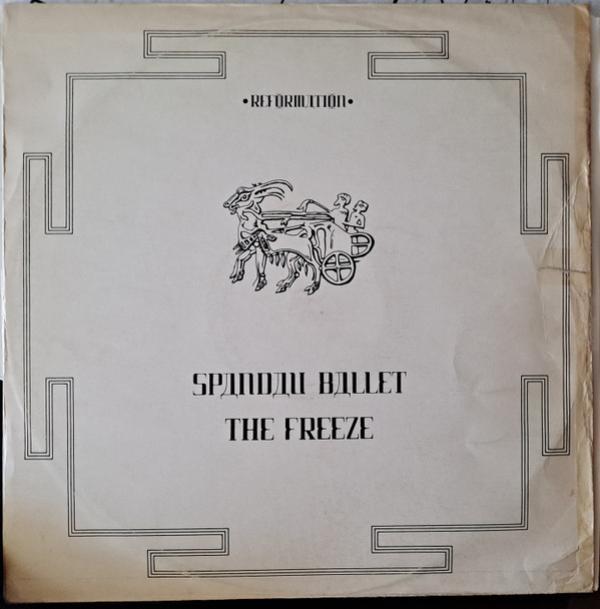 •REFORMATION•
SPANDAU BALLET
THE FREEZE